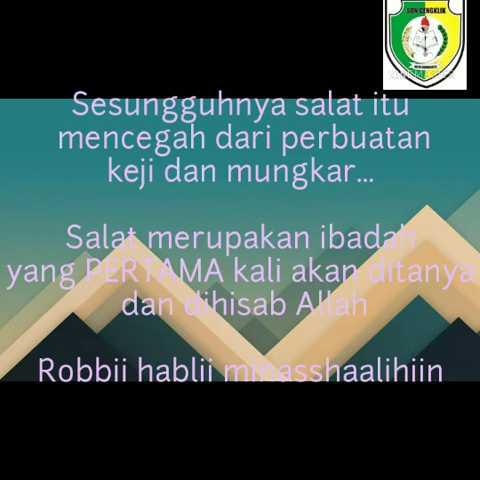 SDN CENGKLIK
Sesungguhnya salat itu
mencegah dari perbuatan
keji dan mungkar...
Salat merupakan ibadah
yang PERTAMA kali akan ditanya
dan dihisab Allah
Robbii hablii minasshaalihiin